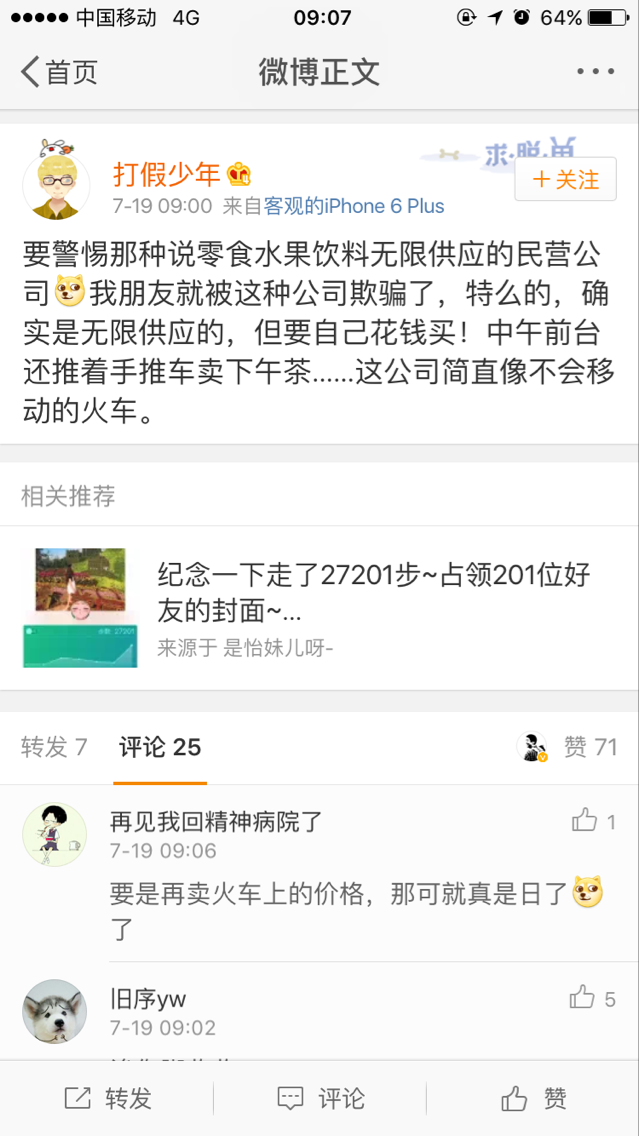 中国移动 4G 09:07 64%
首页 微博正文
求·脱单
打假少年
+关注
7-19 09:00 来自客观的iPhone 6 Plus
要警惕那种说零食水果饮料无限供应的民营公
司我朋友就被这种公司欺骗了，特么的，确
实是无限供应的，但要自己花钱买！中午前台
还推着手推车卖下午茶……这公司简直像不会移
动的火车。
相关推荐
纪念一下走了27201步~占领201位好
友的封面~...
来源于 是怡妹儿呀-
转发 7 评论 25 赞 71
再见我回精神病院了 1
7-19 09:06
要是再卖火车上的价格，那可就真是日了
了
旧序yw 5
7-19 09:02
转发 评论 赞